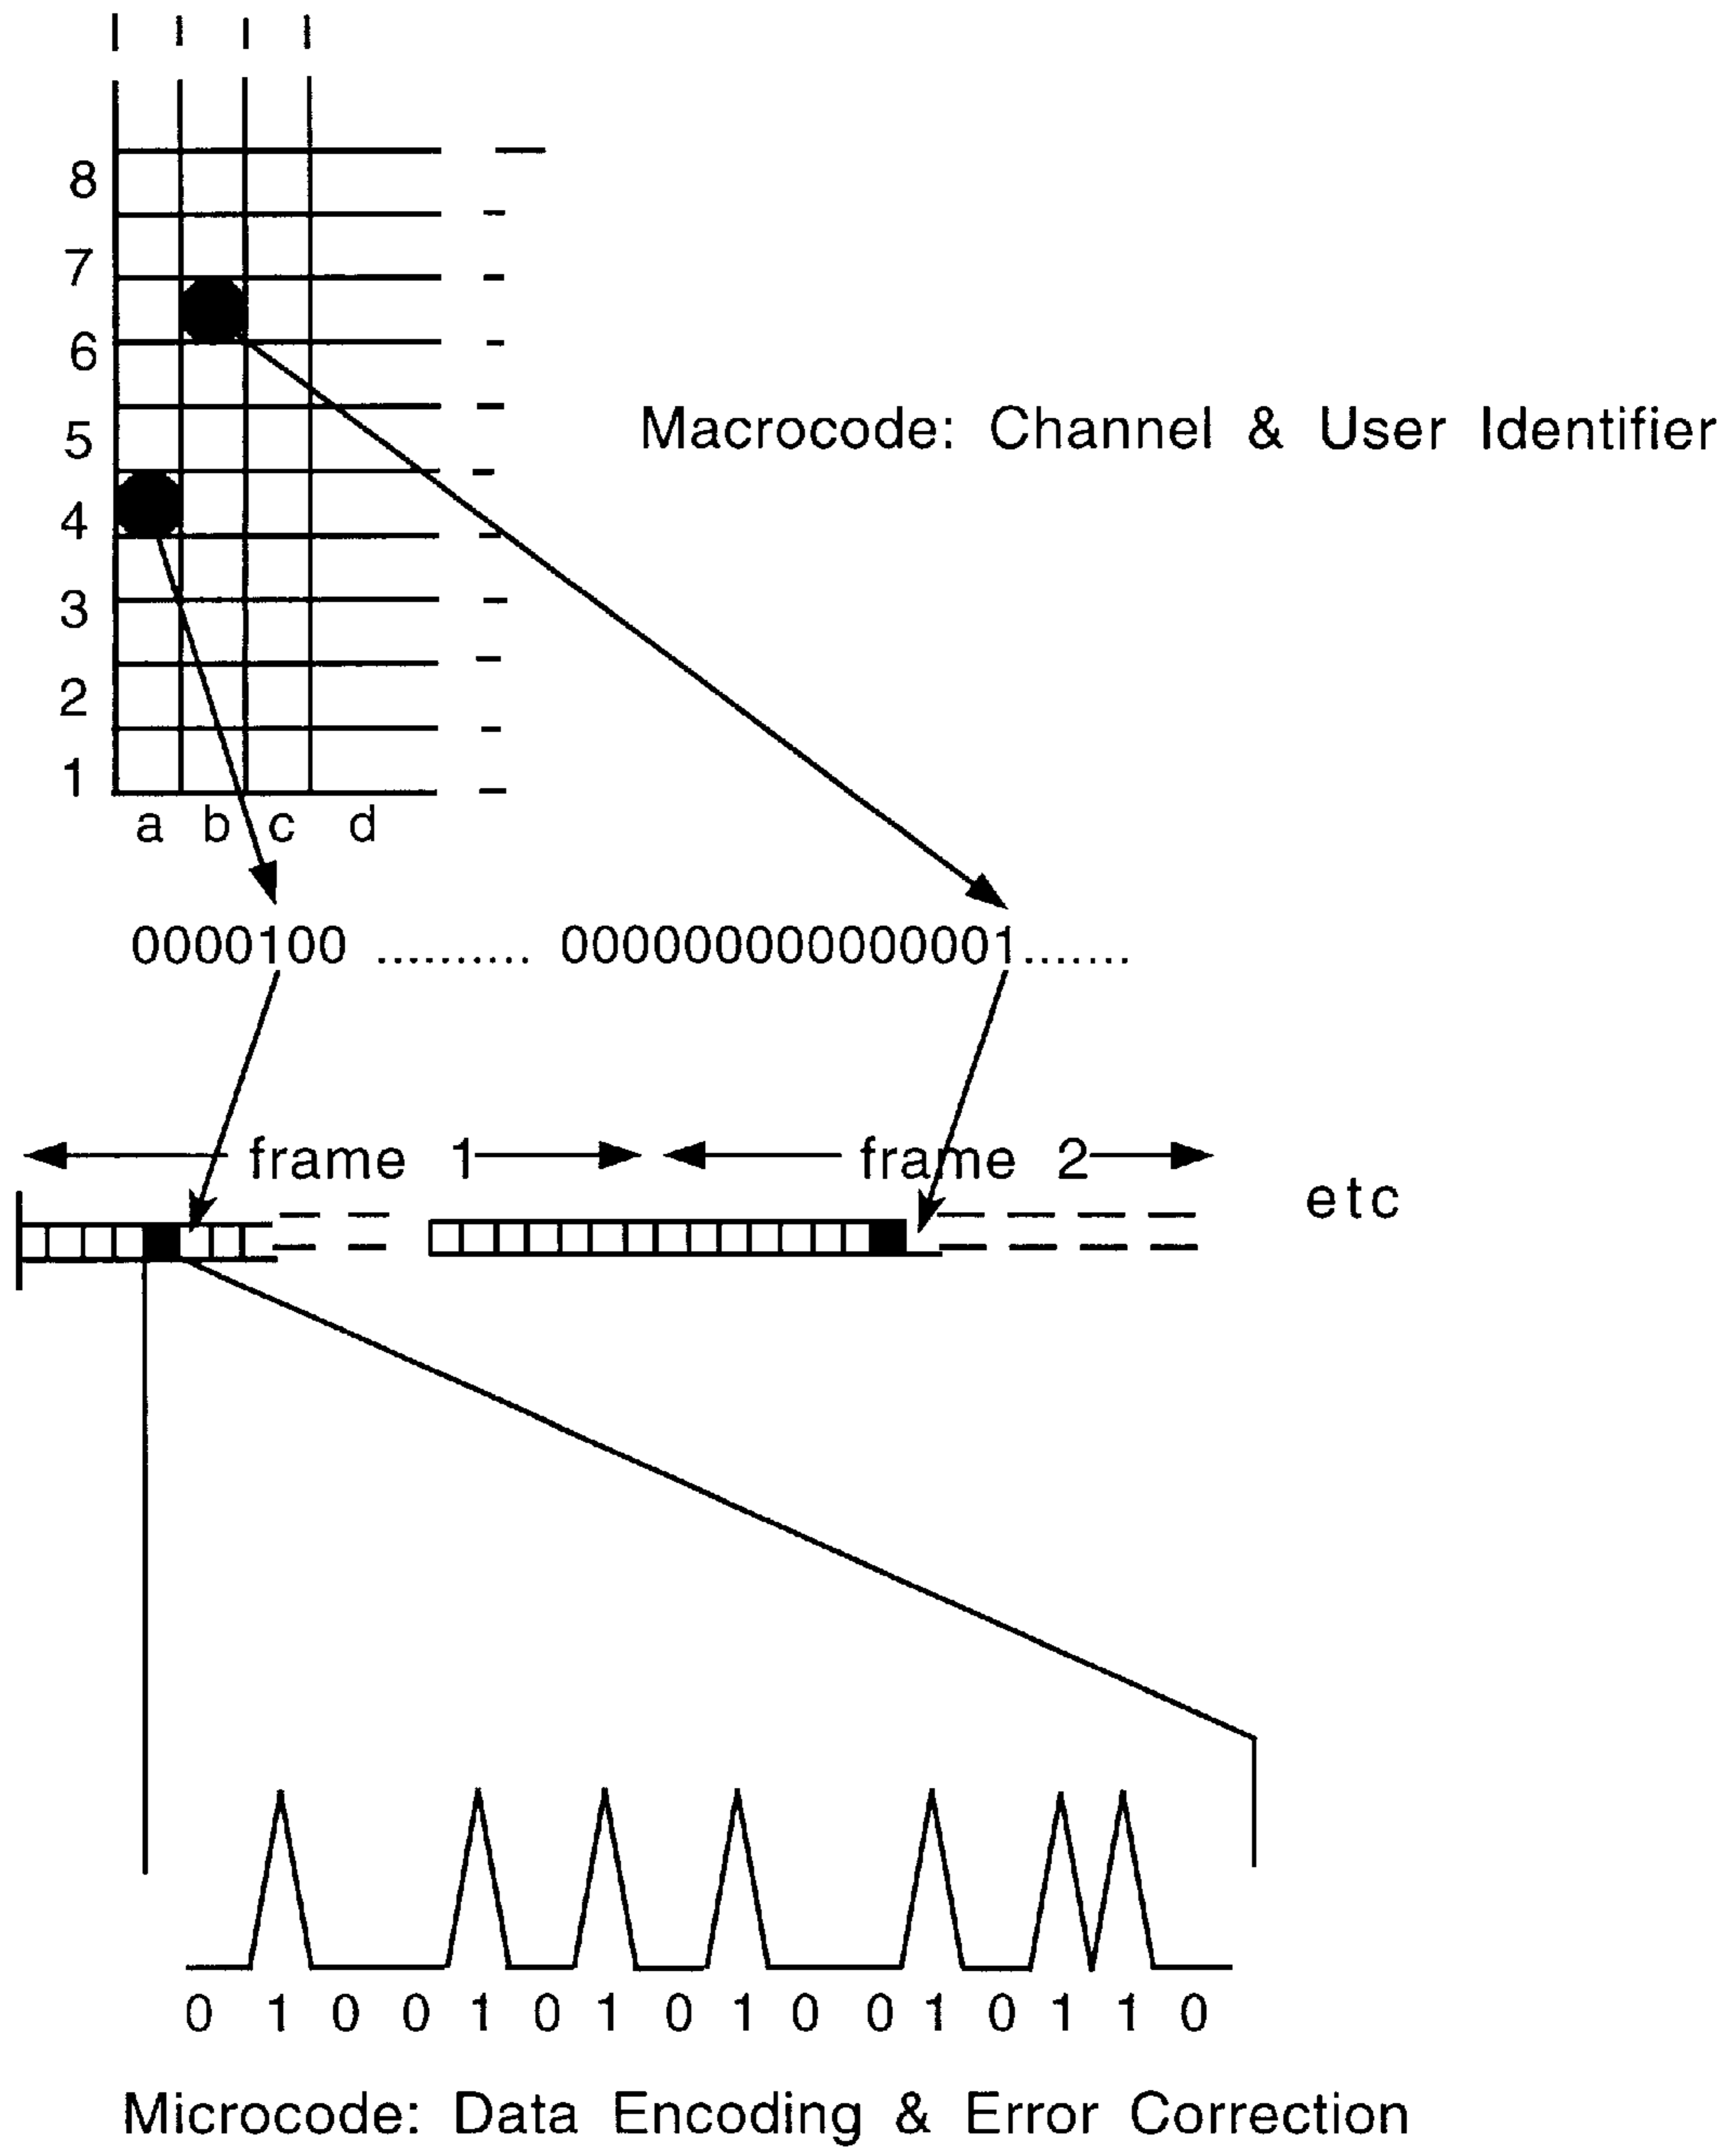 8
7
6
5
4
3
2
1
a b c d
Macrocode: Channel & User Identifier
0000100 .......... 000000000000001.......
frame 1 frame 2 etc
0 1 0 0 1 0 1 0 1 0 0 1 0 1 1 0
Microcode: Data Encoding & Error Correction